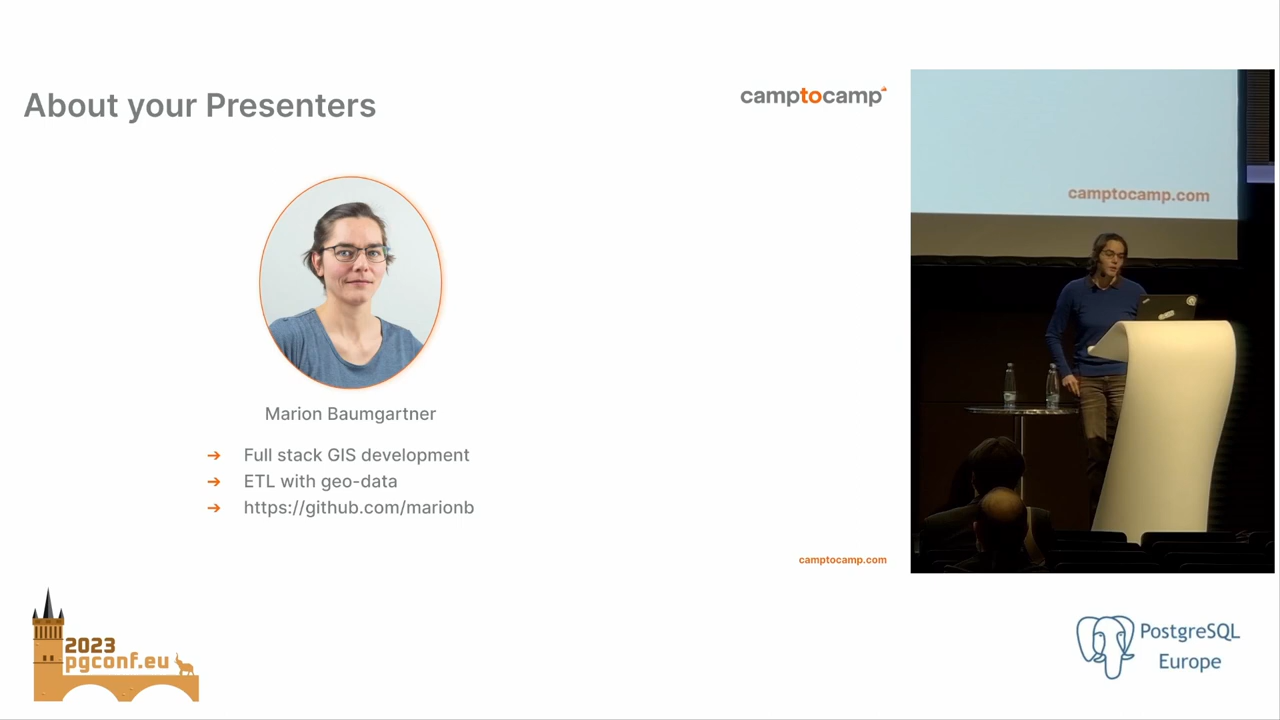 About your Presenters
camptocamp
camptocamp.com
Marion Baumgartner
➔ Full stack GIS development
➔ ETL with geo-data
➔ https://github.com/marionb
camptocamp.com
2023
pgconf.eu
PostgreSQL
Europe